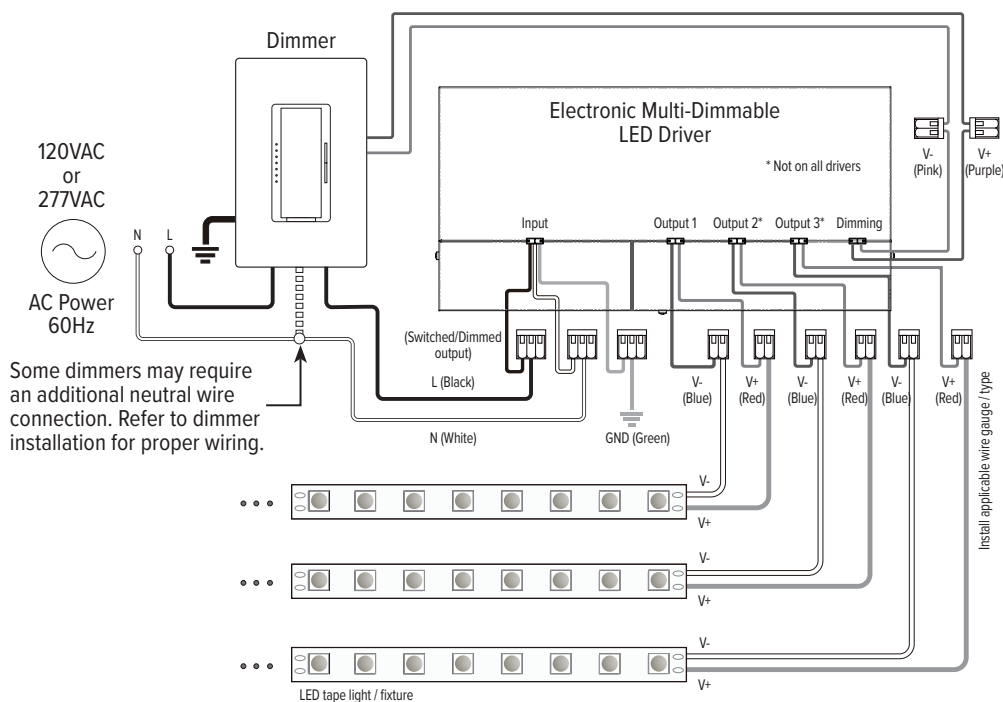 Dimmer
Electronic Multi-Dimmable
LED Driver
* Not on all drivers
V-
(Pink)
V+
(Purple)
120VAC
or
277VAC
N
L
AC Power
60Hz
Input
Output 1
Output 2*
Output 3*
Dimming
(Switched/Dimmed
output)
L (Black)
N (White)
GND (Green)
V-
(Blue)
V+
(Red)
V-
(Blue)
V+
(Red)
V-
(Blue)
V+
(Red)
Some dimmers may require
an additional neutral wire
connection. Refer to dimmer
installation for proper wiring.
Install applicable wire gauge / type
V-
V+
V-
V+
V-
V+
LED tape light / fixture